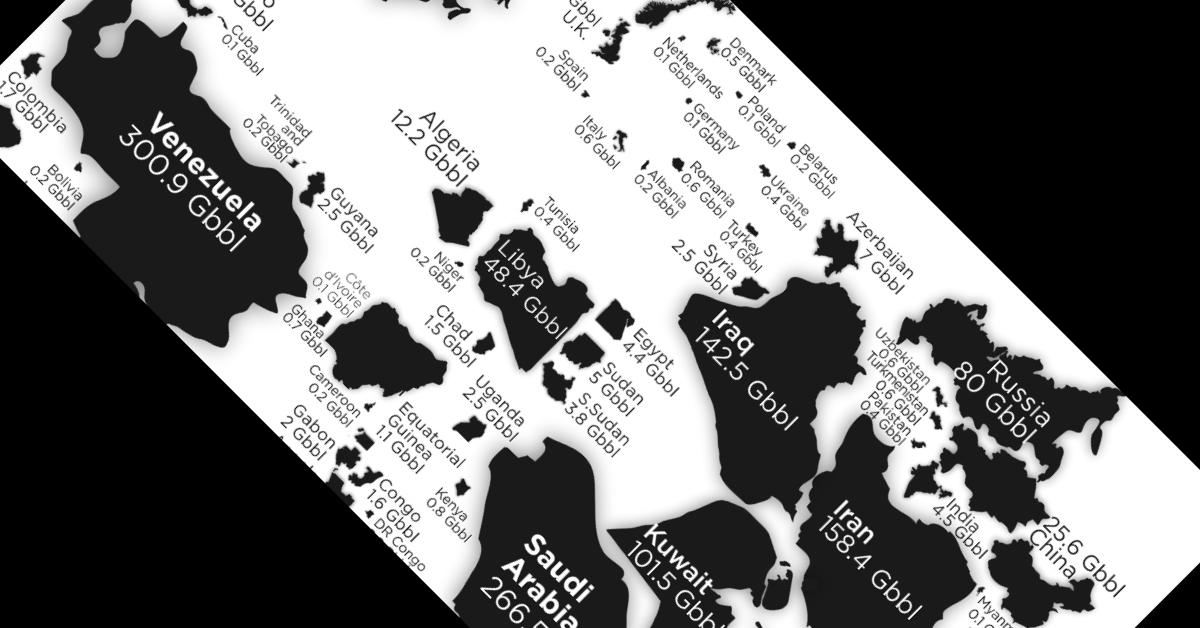 Gbbl
Cuba
0.1 Gbbl
Colombia
1.7 Gbbl
Venezuela
300.9 Gbbl
Bolivia
0.2 Gbbl
Trinidad
and
Tobago
0.2 Gbbl
Guyana
2.5 Gbbl
Algeria
12.2 Gbbl
Gbbl
U.K.
Spain
0.2 Gbbl
Netherlands
0.1 Gbbl
Denmark
0.5 Gbbl
Italy
0.6 Gbbl
Germany
0.1 Gbbl
Poland
0.1 Gbbl
Belarus
0.2 Gbbl
Albania
0.2 Gbbl
Romania
0.6 Gbbl
Ukraine
0.4 Gbbl
Turkey
0.4 Gbbl
Syria
2.5 Gbbl
Azerbaijan
7 Gbbl
Tunisia
0.4 Gbbl
Niger
0.2 Gbbl
Libya
48.4 Gbbl
Côte
d'Ivoire
0.1 Gbbl
Ghana
0.7 Gbbl
Chad
1.5 Gbbl
Egypt
4.4 Gbbl
Sudan
5 Gbbl
S.Sudan
3.8 Gbbl
Uganda
2.5 Gbbl
Cameroon
0.2 Gbbl
Gabon
2 Gbbl
Equatorial
Guinea
1.1 Gbbl
Congo
1.6 Gbbl
DR Congo
Kenya
0.8 Gbbl
Iraq
142.5 Gbbl
Uzbekistan
0.6 Gbbl
Turkmenistan
0.6 Gbbl
Pakistan
0.4 Gbbl
Russia
80 Gbbl
India
4.5 Gbbl
25.6 Gbbl
China
Iran
158.4 Gbbl
Kuwait
101.5 Gbbl
Saudi
Arabia
266.5